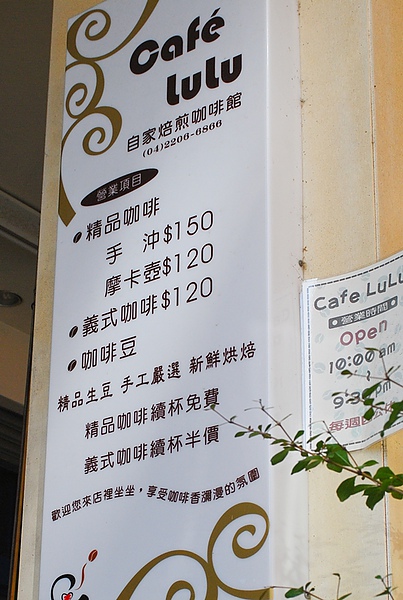 Café
LuLu
自家焙煎咖啡館
(04)2206-6866
營業項目
精品咖啡
手 沖$150
摩卡壺$120
義式咖啡$120
咖啡豆
精品生豆 手工嚴選 新鮮烘焙
精品咖啡續杯免費
義式咖啡續杯半價
歡迎您來店裡坐坐，享受咖啡香瀰漫的氛圍
Cafe LuLu
營業時間
Open
10:00am
~
pm
每週